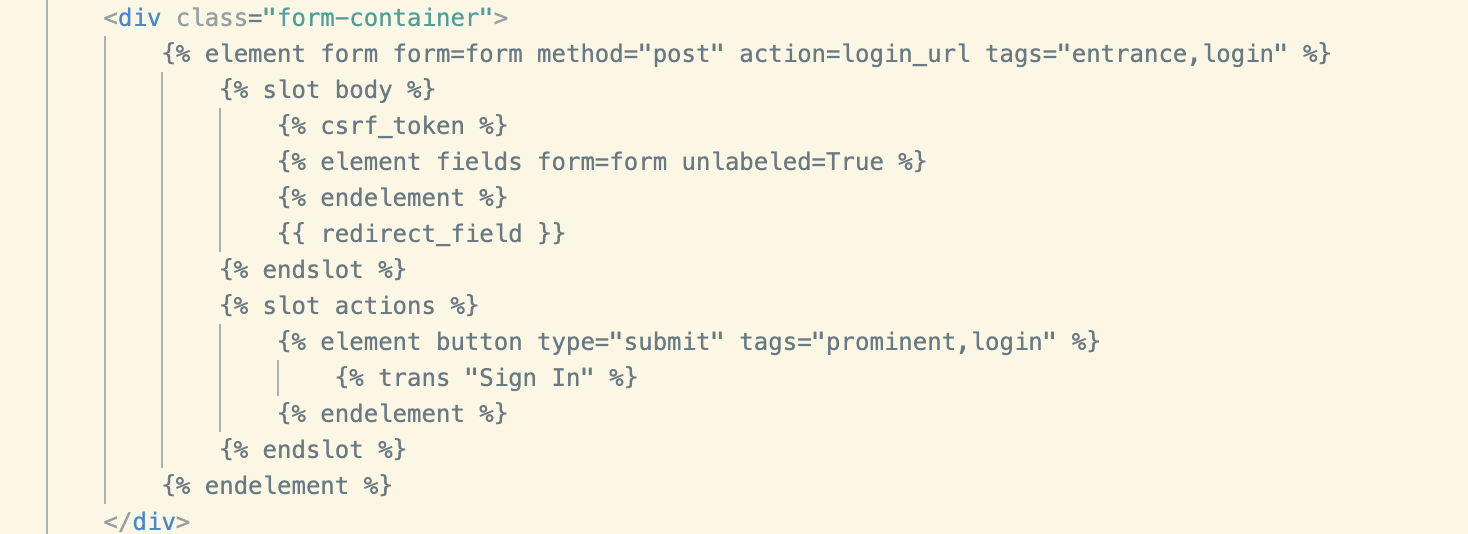 <div class="form-container">
{% element form form=form method="post" action=login_url tags="entrance,login" %}
{% slot body %}
{% csrf_token %}
{% element fields form=form unlabeled=True %}
{% endelement %}
{{ redirect_field }}
{% endslot %}
{% slot actions %}
{% element button type="submit" tags="prominent,login" %}
{% trans "Sign In" %}
{% endelement %}
{% endslot %}
{% endelement %}
</div>